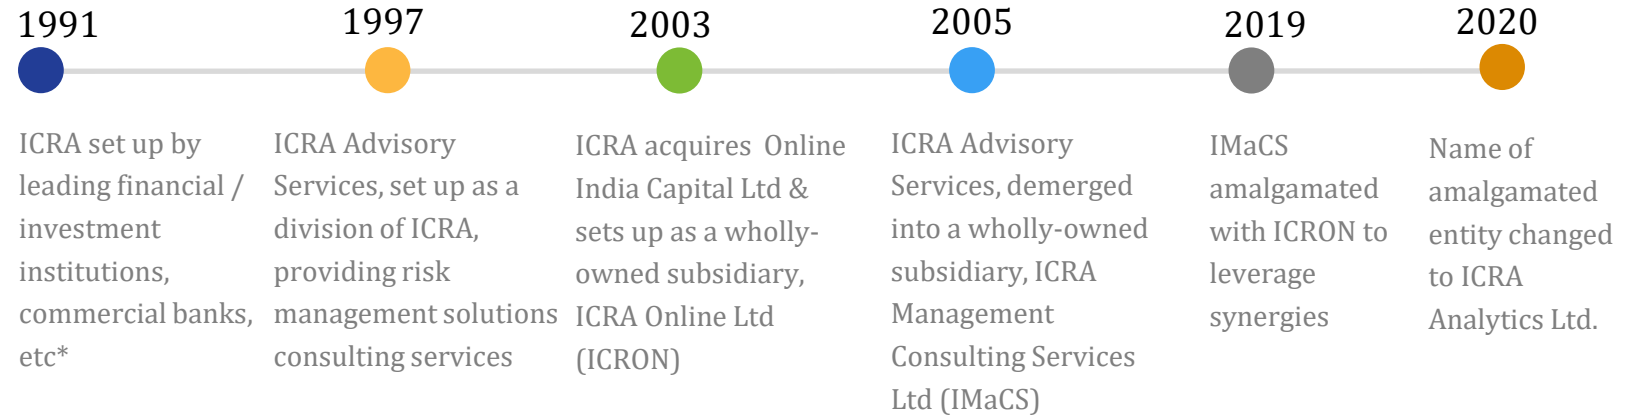 1991
ICRA set up by
leading financial /
investment
institutions,
commercial banks,
etc*
1997
ICRA Advisory
Services, set up as a
division of ICRA,
providing risk
management solutions
consulting services
2003
ICRA acquires Online
India Capital Ltd &
sets up as a wholly-
owned subsidiary,
ICRA Online Ltd
(ICRON)
2005
ICRA Advisory
Services, demerged
into a wholly-owned
subsidiary, ICRA
Management
Consulting Services
Ltd (IMaCS)
2019
IMaCS
amalgamated
with ICRON to
leverage
synergies
2020
Name of
amalgamated
entity changed
to ICRA
Analytics Ltd.